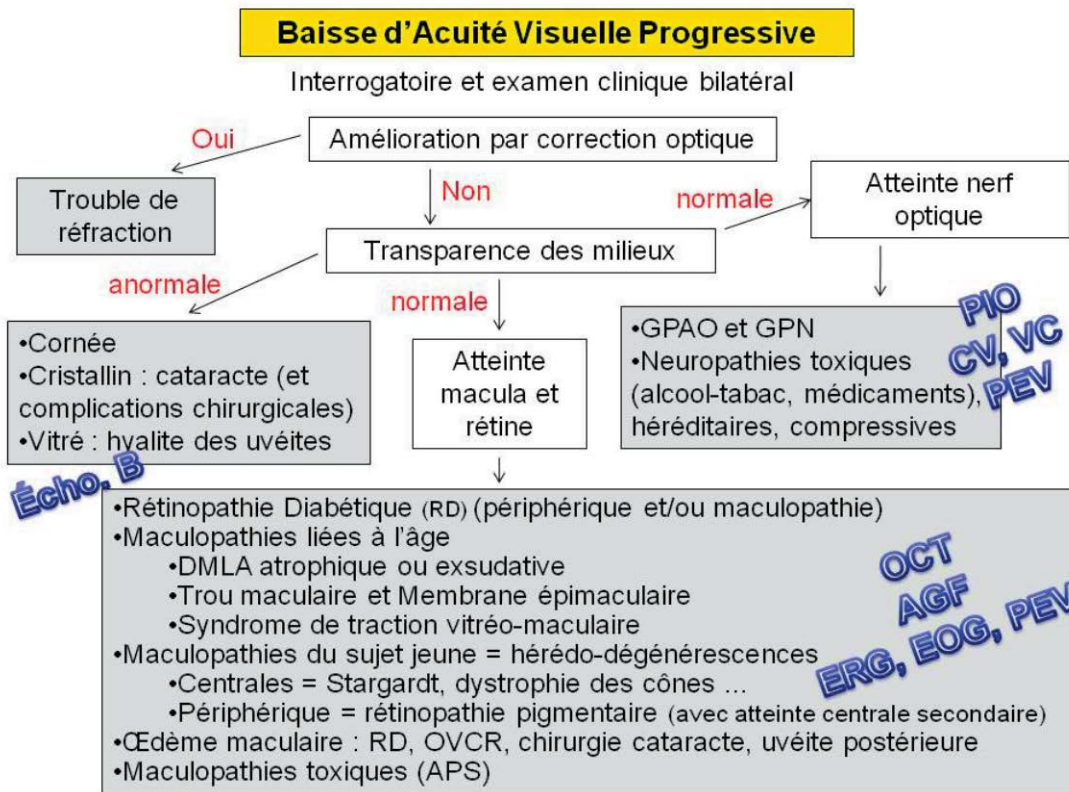 Baisse d'Acuité Visuelle Progressive
Interrogatoire et examen clinique bilatéral
Oui
Amélioration par correction optique
Trouble de
réfraction
Non
normale
Atteinte nerf
optique
Transparence des milieux
anormale
normale
•Cornée
•Cristallin : cataracte (et
complications chirurgicales)
•Vitré : hyalite des uvéites
Écho. B
Atteinte
macula et
rétine
•GPAO et GPN
•Neuropathies toxiques
(alcool-tabac, médicaments),
héréditaires, compressives
PIO
CV, VC
PEV
•Rétinopathie Diabétique (RD) (périphérique et/ou maculopathie)
•Maculopathies liées à l'âge
•DMLA atrophique ou exsudative
•Trou maculaire et Membrane épimaculaire
•Syndrome de traction vitréo-maculaire
•Maculopathies du sujet jeune = hérédo-dégénérescences
•Centrales = Stargardt, dystrophie des cônes ...
•Périphérique = rétinopathie pigmentaire (avec atteinte centrale secondaire)
•Œdème maculaire : RD, OVCR, chirurgie cataracte, uvéite postérieure
•Maculopathies toxiques (APS)
OCT
AGF
ERG, EOG, PEV